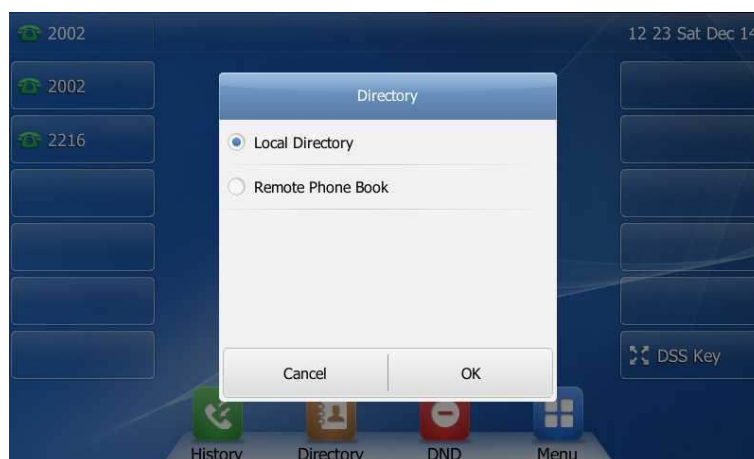 2002
12 23 Sat Dec 14
2002
2216
Directory
Local Directory
Remote Phone Book
Cancel
OK
DSS Key
History
Directory
DND
Menu